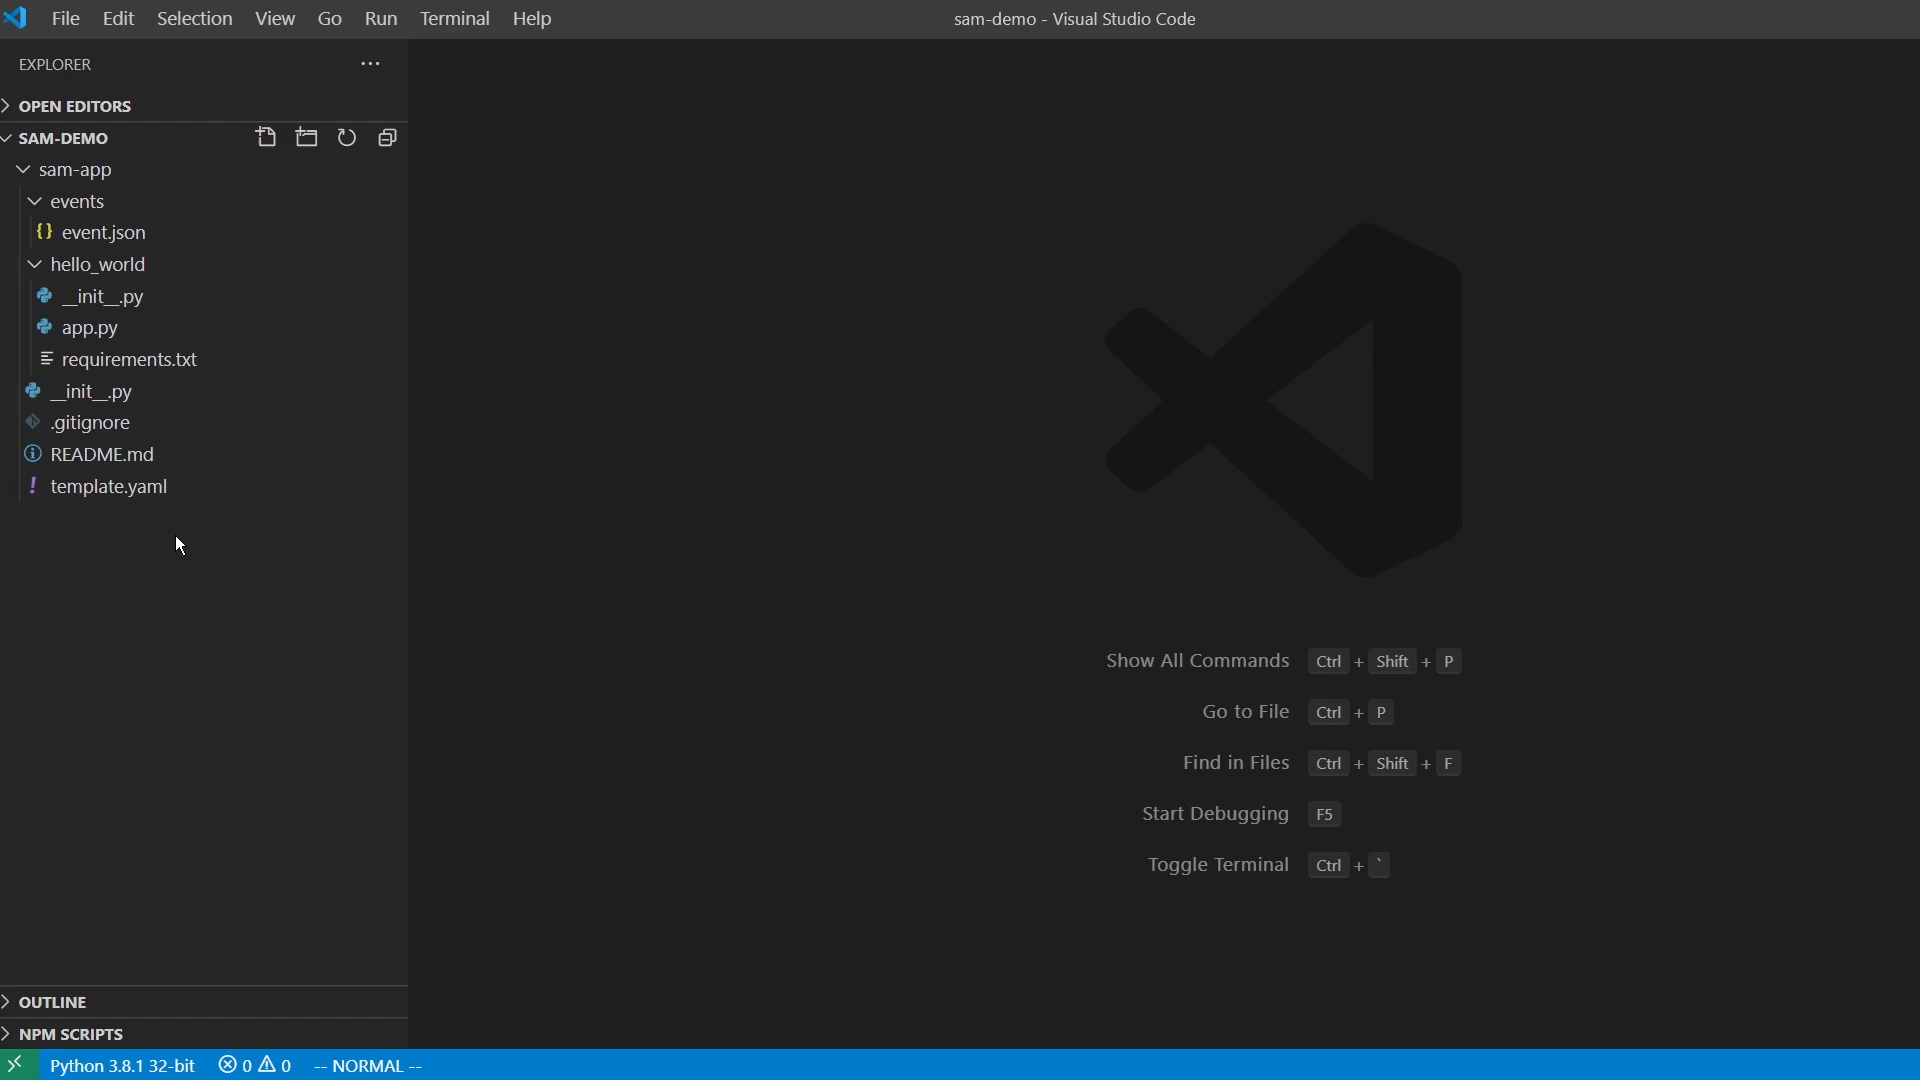 File Edit Selection View Go Run Terminal Help
sam-demo - Visual Studio Code
EXPLORER
OPEN EDITORS
SAM-DEMO
sam-app
events
{} event.json
hello_world
__init__.py
app.py
requirements.txt
__init__.py
.gitignore
README.md
! template.yaml
Show All Commands Ctrl + Shift + P
Go to File Ctrl + P
Find in Files Ctrl + Shift + F
Start Debugging F5
Toggle Terminal Ctrl + `
OUTLINE
NPM SCRIPTS
Python 3.8.1 32-bit 0 0 -- NORMAL --